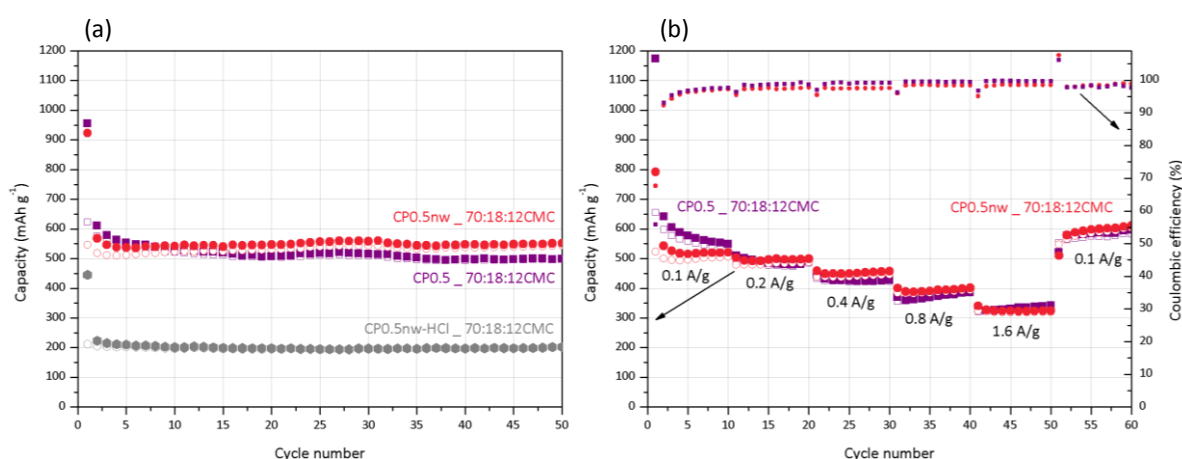 (a)
1200
1100
1000
900
800
700
600
500
400
300
200
100
0
Capacity (mAh g⁻¹)
CP0.5nw _ 70:18:12CMC
CP0.5 _ 70:18:12CMC
CP0.5nw-HCl _ 70:18:12CMC
0 5 10 15 20 25 30 35 40 45 50
Cycle number
(b)
1200
1100
1000
900
800
700
600
500
400
300
200
100
0
Capacity (mAh g⁻¹)
CP0.5 _ 70:18:12CMC
CP0.5nw _ 70:18:12CMC
0.1 A/g
0.2 A/g
0.4 A/g
0.8 A/g
1.6 A/g
0.1 A/g
100
90
80
70
60
50
40
30
20
10
0
Coulombic efficiency (%)
0 5 10 15 20 25 30 35 40 45 50 55 60
Cycle number